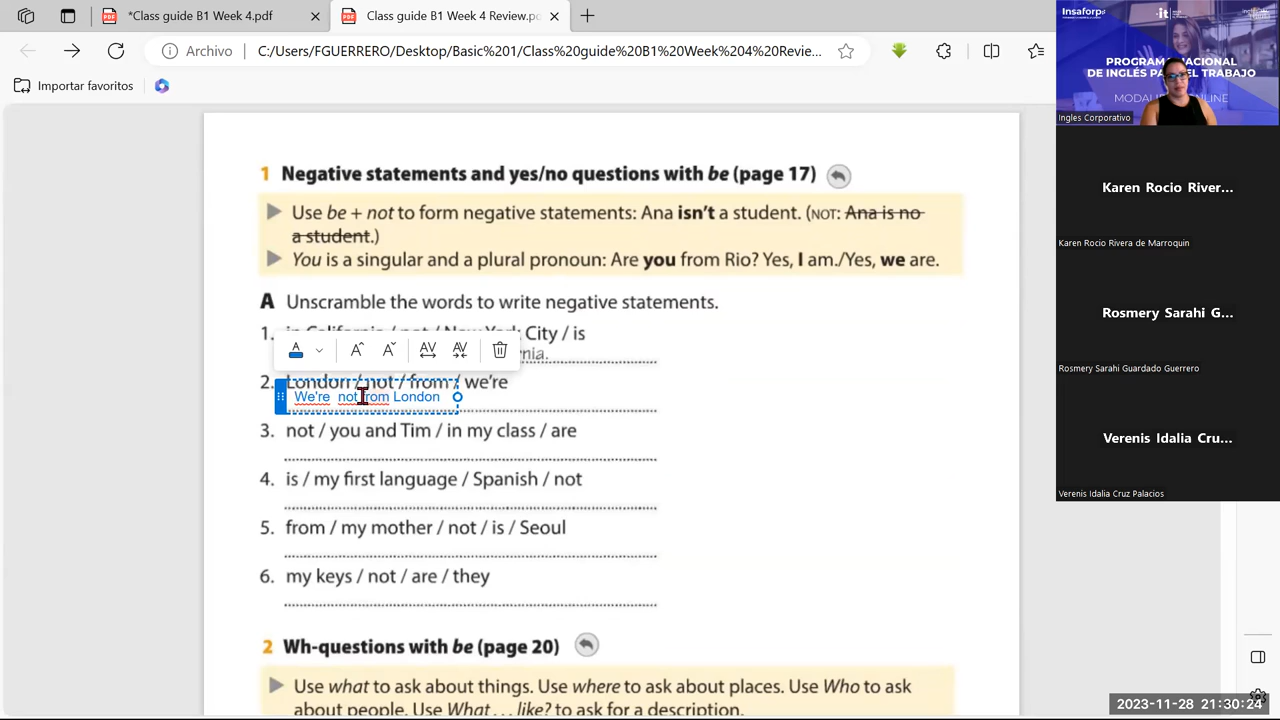 *Class guide B1 Week 4.pdf
Class guide B1 Week 4 Review.pdf
Archivo
C:/Users/FGUERRERO/Desktop/Basic%201/Class%20guide%20B1%20Week%204%20Revie...
Importar favoritos
1 Negative statements and yes/no questions with be (page 17)
Use be + not to form negative statements: Ana isn't a student. (NOT: Ana is no
a student.)
You is a singular and a plural pronoun: Are you from Rio? Yes, I am./Yes, we are.
A Unscramble the words to write negative statements.
1. in California / not / New York City / is
nia.
2. London / not / from / we're
We're not from London
3. not / you and Tim / in my class / are
4. is / my first language / Spanish / not
5. from / my mother / not / is / Seoul
6. my keys / not / are / they
2 Wh-questions with be (page 20)
Use what to ask about things. Use where to ask about places. Use Who to ask
about people. Use What . . . like? to ask for a description.
Insaforp
it
PROGRAMA NACIONAL
DE INGLÉS PARA EL TRABAJO
Ingles Corporativo
Karen Rocio River...
Karen Rocio Rivera de Marroquin
Rosmery Sarahi G...
Rosmery Sarahi Guardado Guerrero
Verenis Idalia Cru...
Verenis Idalia Cruz Palacios
2023-11-28 21:30:24